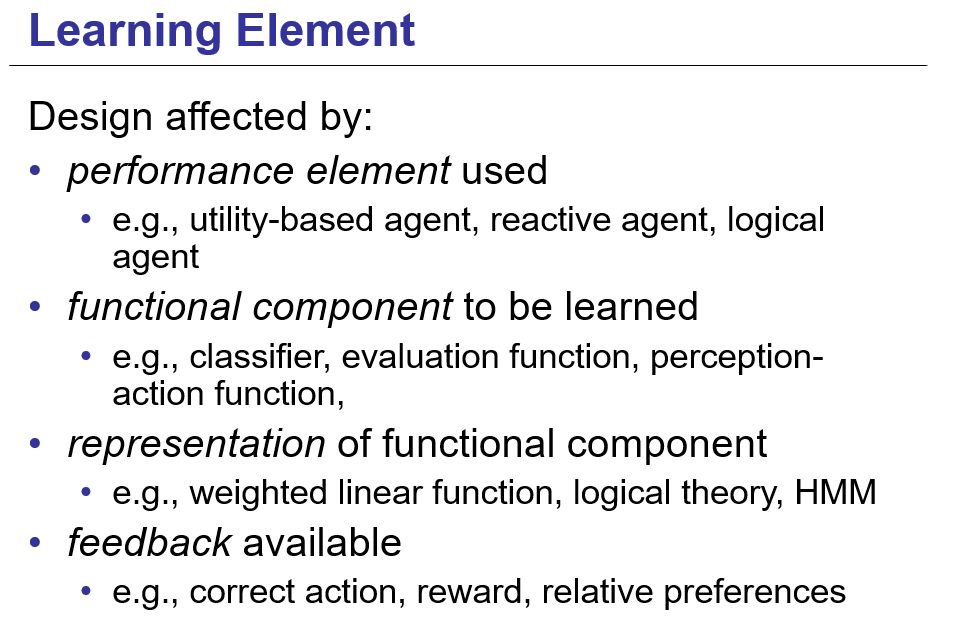 Learning Element
Design affected by:
• performance element used
• e.g., utility-based agent, reactive agent, logical
agent
• functional component to be learned
• e.g., classifier, evaluation function, perception-
action function,
• representation of functional component
• e.g., weighted linear function, logical theory, HMM
• feedback available
• e.g., correct action, reward, relative preferences